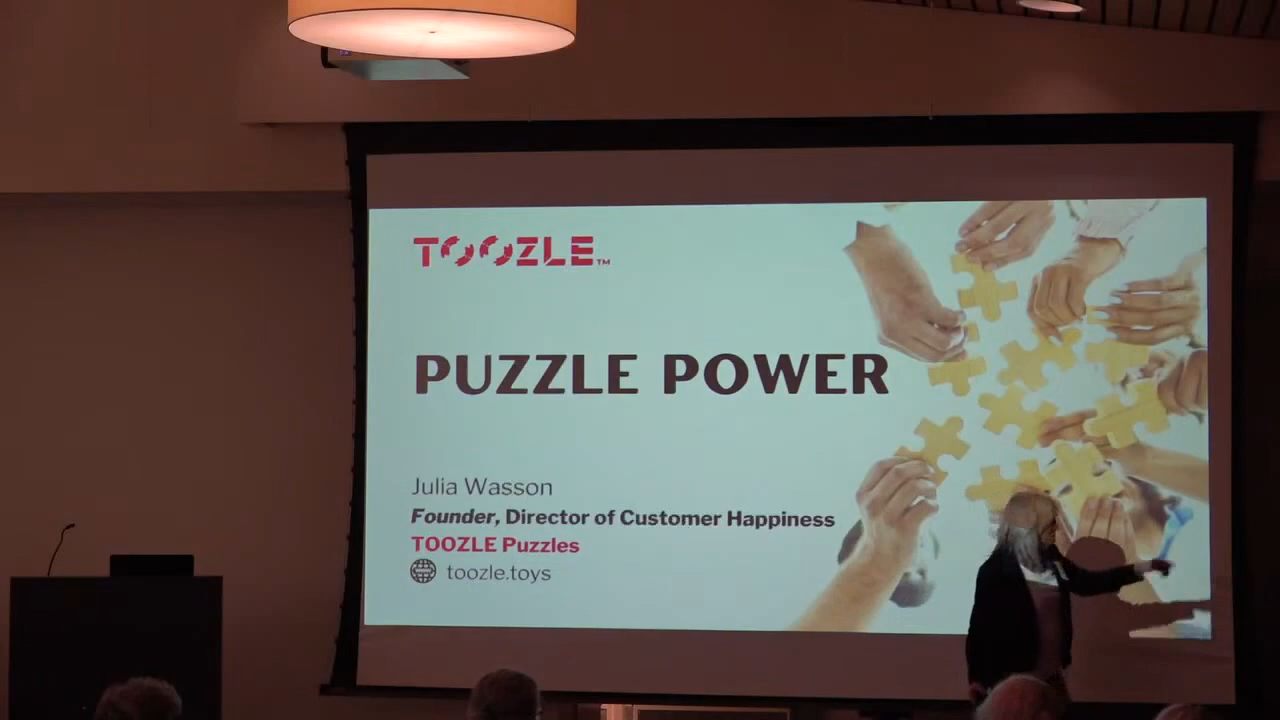 TOOZLE™
PUZZLE POWER
Julia Wasson
Founder, Director of Customer Happiness
TOOZLE Puzzles
toozle.toys